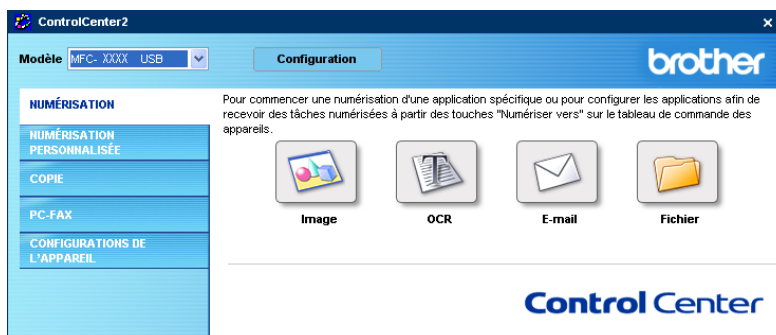 ControlCenter2
Modèle MFC- XXXX USB
Configuration
brother
NUMÉRISATION
NUMÉRISATION
PERSONNALISÉE
COPIE
PC-FAX
CONFIGURATIONS DE
L'APPAREIL
Pour commencer une numérisation d'une application spécifique ou pour configurer les applications afin de
recevoir des tâches numérisées à partir des touches "Numériser vers" sur le tableau de commande des
appareils.
Image
OCR
E-mail
Fichier
Control Center